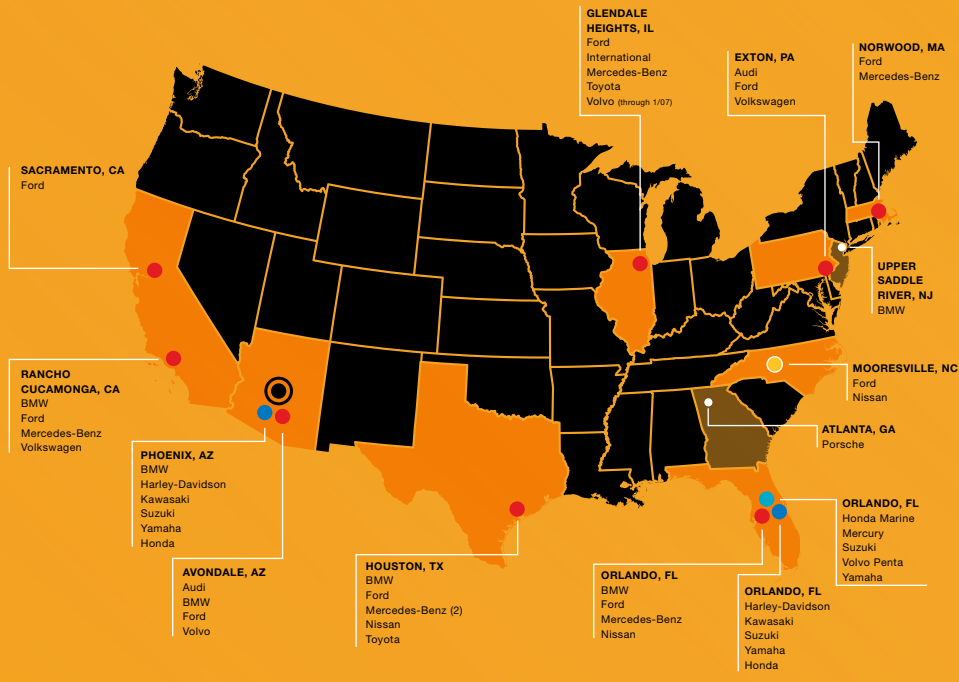 GLENDALE
HEIGHTS, IL
Ford
International
Mercedes-Benz
Toyota
Volvo (through 1/07)
EXTON, PA
Audi
Ford
Volkswagen
NORWOOD, MA
Ford
Mercedes-Benz
SACRAMENTO, CA
Ford
UPPER
SADDLE
RIVER, NJ
BMW
RANCHO
CUCAMONGA, CA
BMW
Ford
Mercedes-Benz
Volkswagen
MOORESVILLE, NC
Ford
Nissan
ATLANTA, GA
Porsche
PHOENIX, AZ
BMW
Harley-Davidson
Kawasaki
Suzuki
Yamaha
Honda
ORLANDO, FL
Honda Marine
Mercury
Suzuki
Volvo Penta
Yamaha
AVONDALE, AZ
Audi
BMW
Ford
Volvo
HOUSTON, TX
BMW
Ford
Mercedes-Benz (2)
Nissan
Toyota
ORLANDO, FL
BMW
Ford
Mercedes-Benz
Nissan
ORLANDO, FL
Harley-Davidson
Kawasaki
Suzuki
Yamaha
Honda